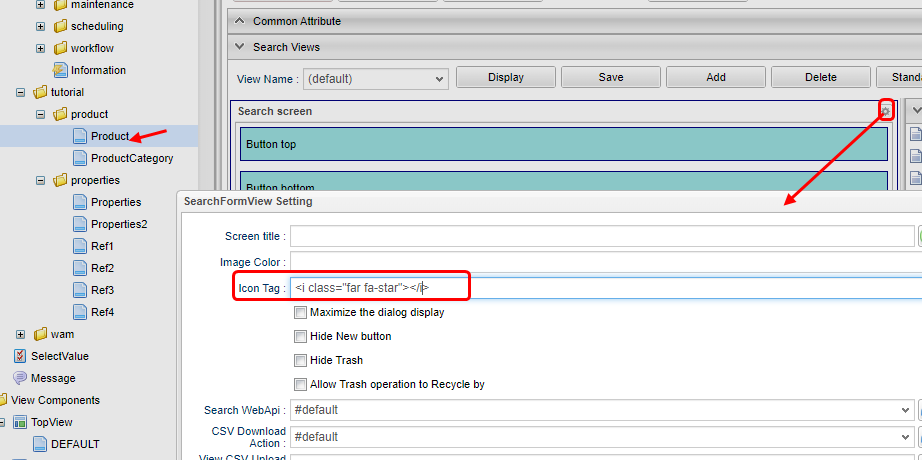 maintenance
scheduling
workflow
Information
tutorial
product
Product
ProductCategory
properties
Properties
Properties2
Ref1
Ref2
Ref3
Ref4
wam
SelectValue
Message
View Components
TopView
DEFAULT
Common Attribute
Search Views
View Name : (default) Display Save Add Delete Standa
Search screen
Button top
Button bottom
SearchFormView Setting
Screen title :
Image Color :
Icon Tag : <i class="far fa-star"></i>
Maximize the dialog display
Hide New button
Hide Trash
Allow Trash operation to Recycle by
Search WebApi : #default
CSV Download
Action : #default
View CSV Upload